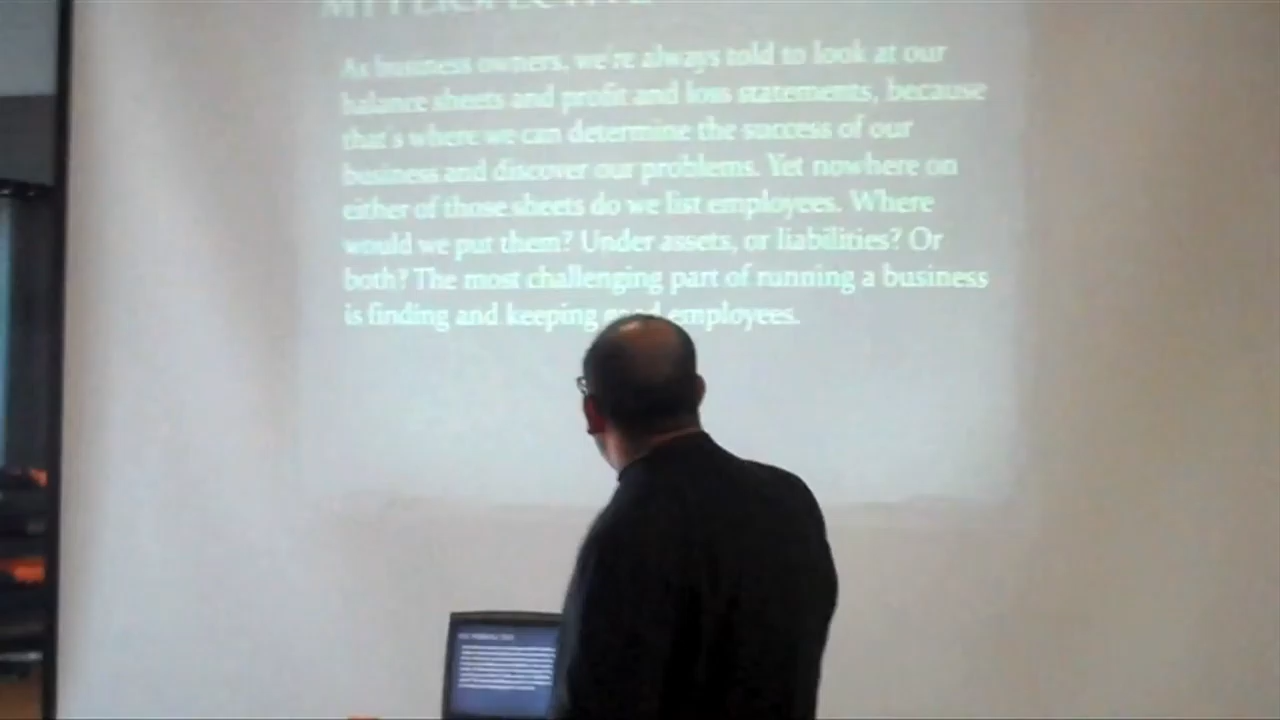 MY PERSPECTIVE
As business owners, we're always told to look at our
balance sheets and profit and loss statements, because
that's where we can determine the success of our
business and discover our problems. Yet nowhere on
either of those sheets do we list employees. Where
would we put them? Under assets, or liabilities? Or
both? The most challenging part of running a business
is finding and keeping good employees.